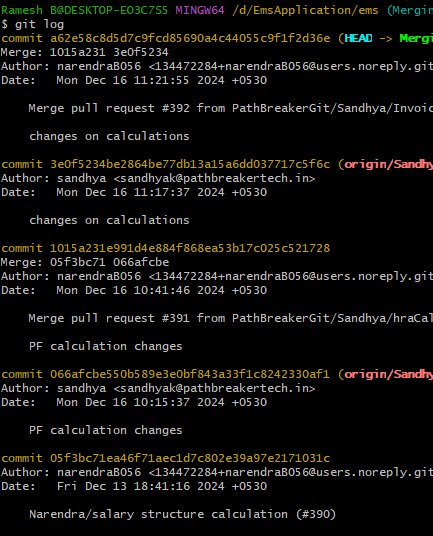 Ramesh B@DESKTOP-EO3C7S5 MINGW64 /d/EmsApplication/ems (Mergin
$ git log
commit a62e58c8d5d7c9fcd85690a4c44055c9f1f2d36e (HEAD -> Mergi
Merge: 1015a231 3e0f5234
Author: narendraB056 <134472284+narendraB056@users.noreply.git
Date:   Mon Dec 16 11:21:55 2024 +0530
Merge pull request #392 from PathBreakerGit/Sandhya/Invoic
changes on calculations
commit 3e0f5234be2864be77db13a15a6dd037717c5f6c (origin/Sandhy
Author: sandhya <sandhyak@pathbreakertech.in>
Date:   Mon Dec 16 11:17:37 2024 +0530
changes on calculations
commit 1015a231e991d4e884f868ea53b17c025c521728
Merge: 05f3bc71 066afcbe
Author: narendraB056 <134472284+narendraB056@users.noreply.git
Date:   Mon Dec 16 10:41:46 2024 +0530
Merge pull request #391 from PathBreakerGit/Sandhya/hraCal
PF calculation changes
commit 066afcbe550b589e3e0bf843a33f1c8242330af1 (origin/Sandhy
Author: sandhya <sandhyak@pathbreakertech.in>
Date:   Mon Dec 16 10:15:37 2024 +0530
PF calculation changes
commit 05f3bc71ea46f71aec1d7c802e39a97e2171031c
Author: narendraB056 <134472284+narendraB056@users.noreply.git
Date:   Fri Dec 13 18:41:16 2024 +0530
Narendra/salary structure calculation (#390)